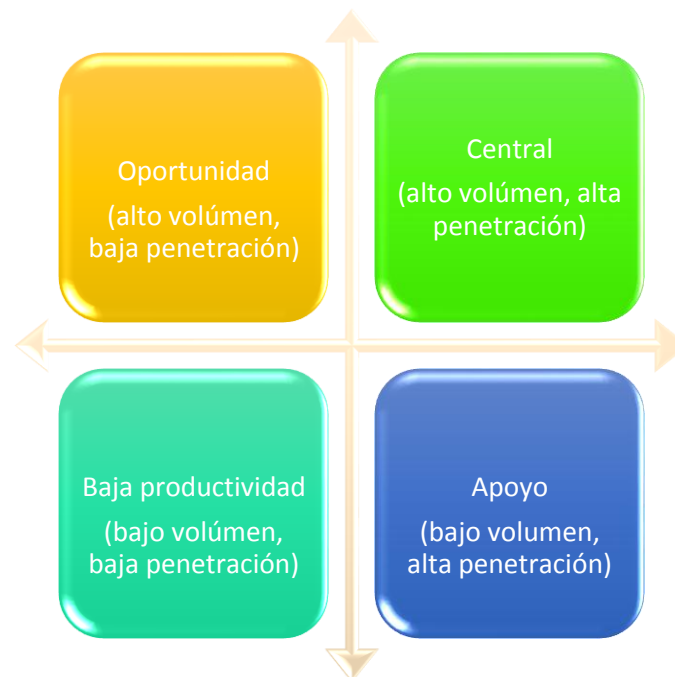 Oportunidad
(alto volúmen,
baja penetración)
Central
(alto volúmen, alta
penetración)
Baja productividad
(bajo volúmen,
baja penetración)
Apoyo
(bajo volumen,
alta penetración)